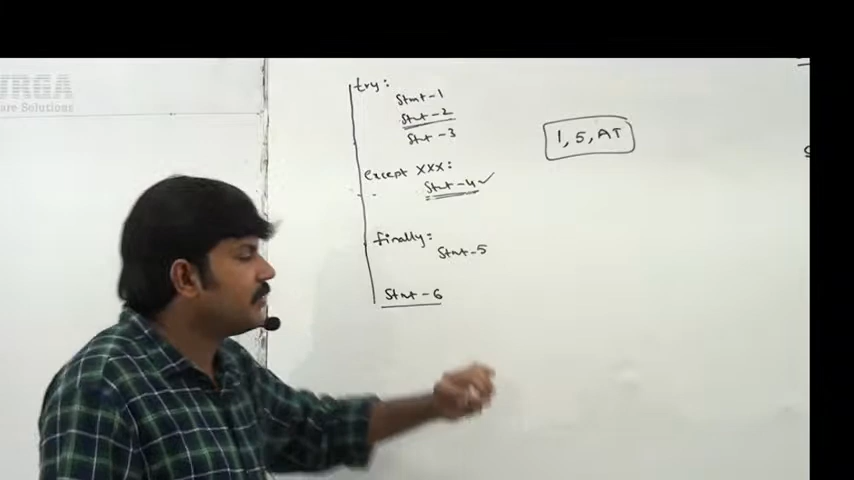 URGA
are Solutions
try:
Stmt-1
Stmt-2
Stmt-3
except XXX:
Stmt-4 ✓
finally:
Stmt-5
Stmt-6
1, 5, AT